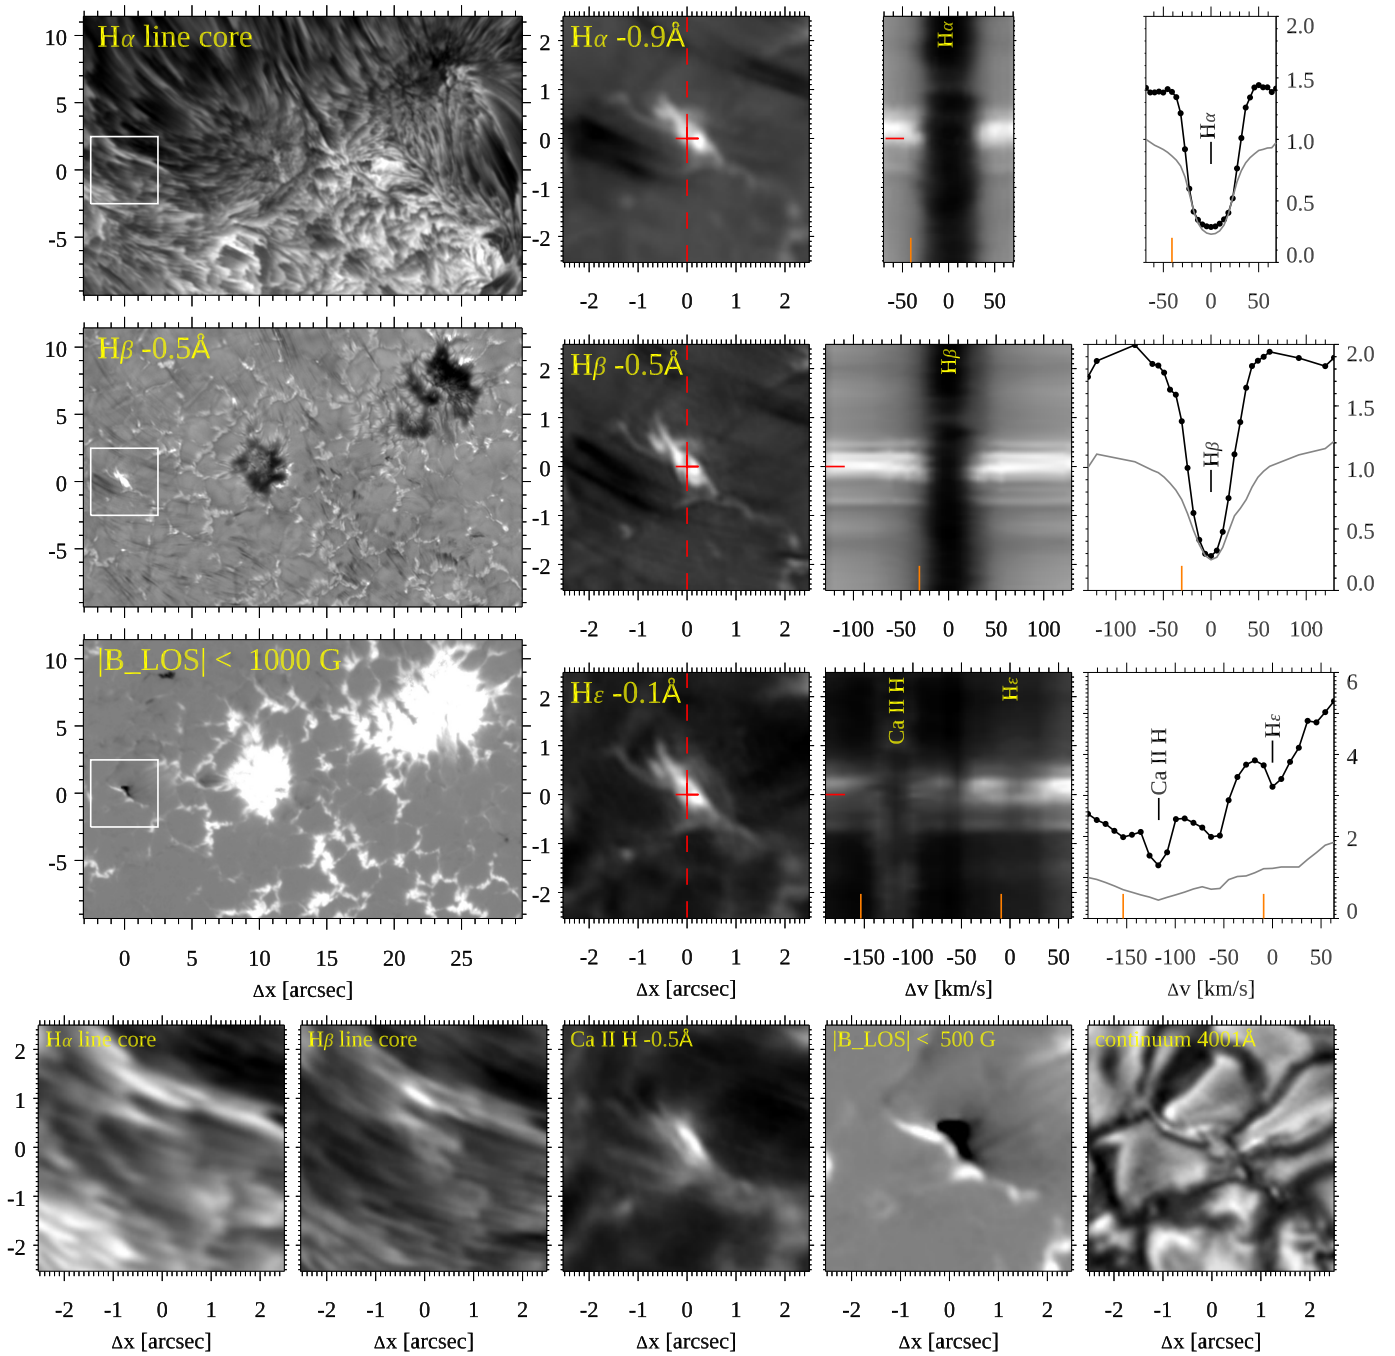 Hα line core
10
5
0
-5
Hα -0.9Å
2
1
0
-1
-2
-2 -1 0 1 2
Hα
-50 0 50
Hα
2.0
1.5
1.0
0.5
0.0
-50 0 50
Hβ -0.5Å
10
5
0
-5
Hβ -0.5Å
2
1
0
-1
-2
-2 -1 0 1 2
Hβ
-100 -50 0 50 100
Hβ
2.0
1.5
1.0
0.5
0.0
-100 -50 0 50 100
|B_LOS| < 1000 G
10
5
0
-5
0 5 10 15 20 25
Δx [arcsec]
Hε -0.1Å
2
1
0
-1
-2
-2 -1 0 1 2
Δx [arcsec]
Ca II H
Hε
-150 -100 -50 0 50
Δv [km/s]
Ca II H
Hε
6
4
2
0
-150 -100 -50 0 50
Δv [km/s]
Hα line core
2
1
0
-1
-2
-2 -1 0 1 2
Δx [arcsec]
Hβ line core
-2 -1 0 1 2
Δx [arcsec]
Ca II H -0.5Å
-2 -1 0 1 2
Δx [arcsec]
|B_LOS| < 500 G
-2 -1 0 1 2
Δx [arcsec]
continuum 4001Å
-2 -1 0 1 2
Δx [arcsec]